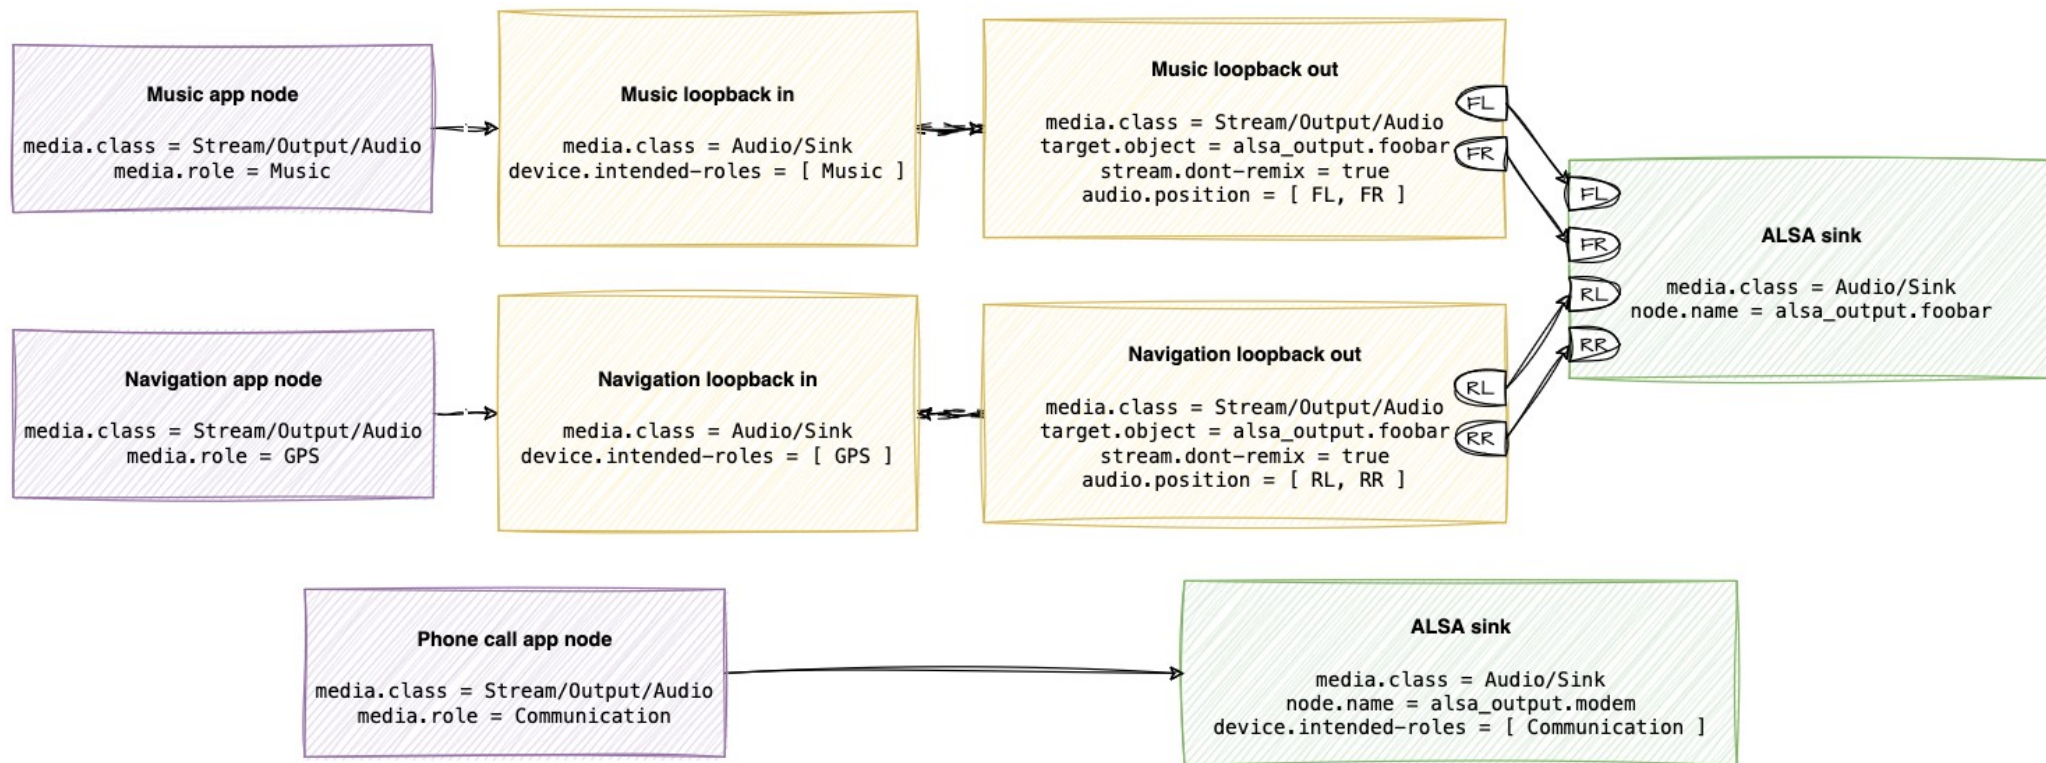 Music app node
media.class = Stream/Output/Audio
media.role = Music
Music loopback in
media.class = Audio/Sink
device.intended-roles = [ Music ]
Music loopback out
media.class = Stream/Output/Audio
target.object = alsa_output.foobar
stream.dont-remix = true
audio.position = [ FL, FR ]
FL
FR
FL
FR
RL
RR
ALSA sink
media.class = Audio/Sink
node.name = alsa_output.foobar
Navigation app node
media.class = Stream/Output/Audio
media.role = GPS
Navigation loopback in
media.class = Audio/Sink
device.intended-roles = [ GPS ]
Navigation loopback out
media.class = Stream/Output/Audio
target.object = alsa_output.foobar
stream.dont-remix = true
audio.position = [ RL, RR ]
RL
RR
Phone call app node
media.class = Stream/Output/Audio
media.role = Communication
ALSA sink
media.class = Audio/Sink
node.name = alsa_output.modem
device.intended-roles = [ Communication ]